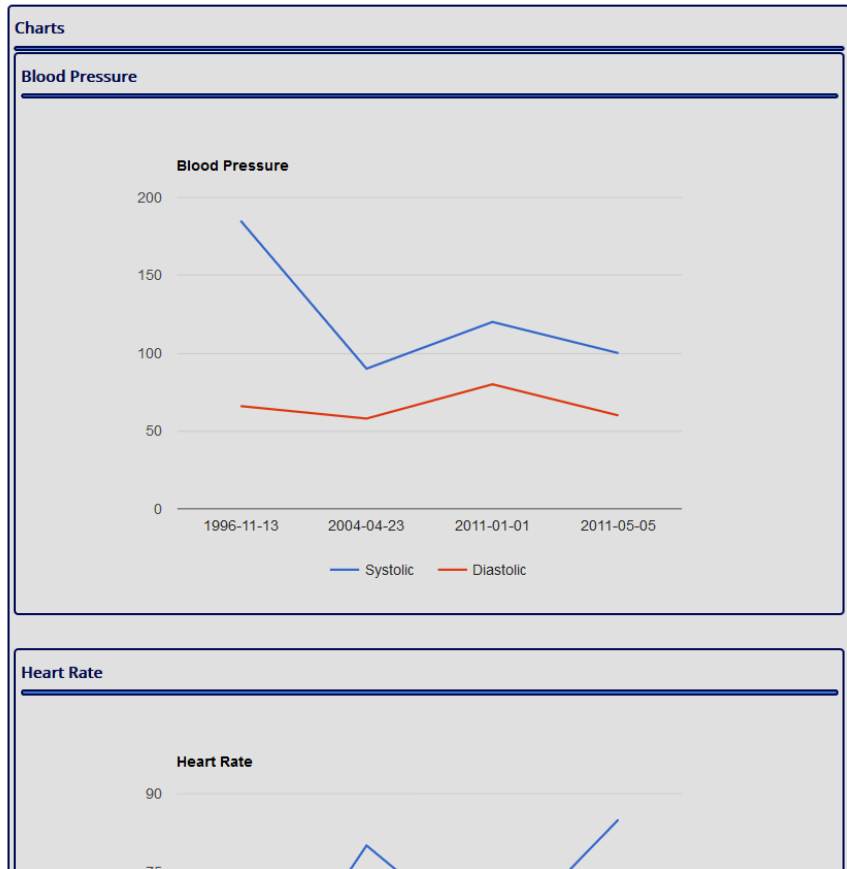 Charts
Blood Pressure
Blood Pressure
200
150
100
50
0
1996-11-13 2004-04-23 2011-01-01 2011-05-05
Systolic Diastolic
Heart Rate
Heart Rate
90